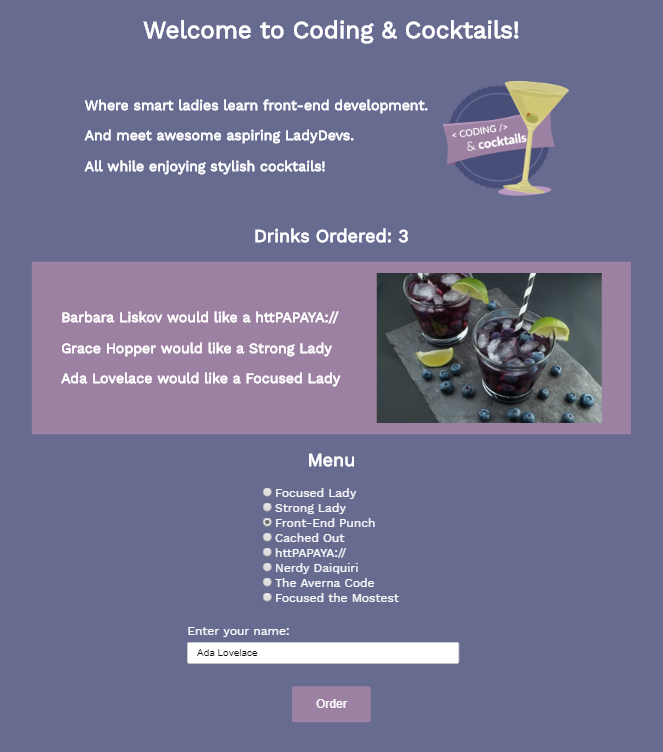 Welcome to Coding & Cocktails!
Where smart ladies learn front-end development.
And meet awesome aspiring LadyDevs.
All while enjoying stylish cocktails!
< CODING />
& cocktails
Drinks Ordered: 3
Barbara Liskov would like a httPAPAYA://
Grace Hopper would like a Strong Lady
Ada Lovelace would like a Focused Lady
Menu
Focused Lady
Strong Lady
Front-End Punch
Cached Out
httPAPAYA://
Nerdy Daiquiri
The Averna Code
Focused the Mostest
Enter your name:
Ada Lovelace
Order